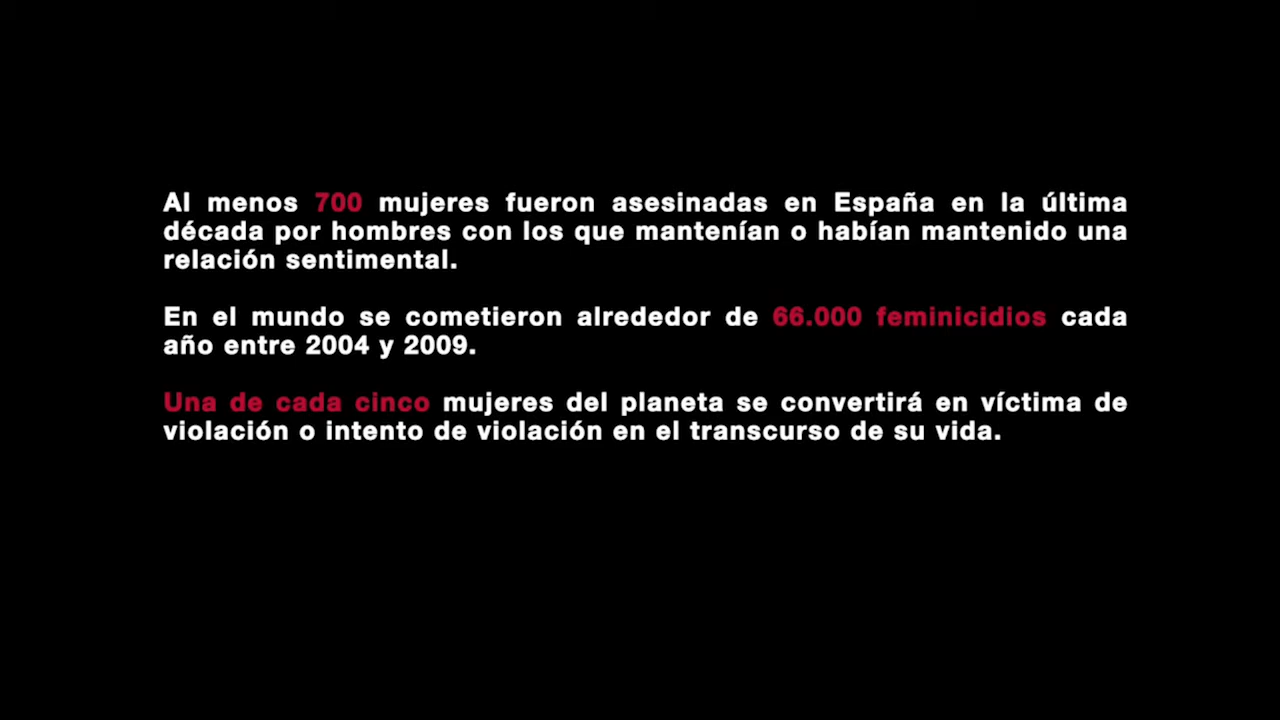 Al menos 700 mujeres fueron asesinadas en España en la última
década por hombres con los que mantenían o habían mantenido una
relación sentimental.
En el mundo se cometieron alrededor de 66.000 feminicidios cada
año entre 2004 y 2009.
Una de cada cinco mujeres del planeta se convertirá en víctima de
violación o intento de violación en el transcurso de su vida.